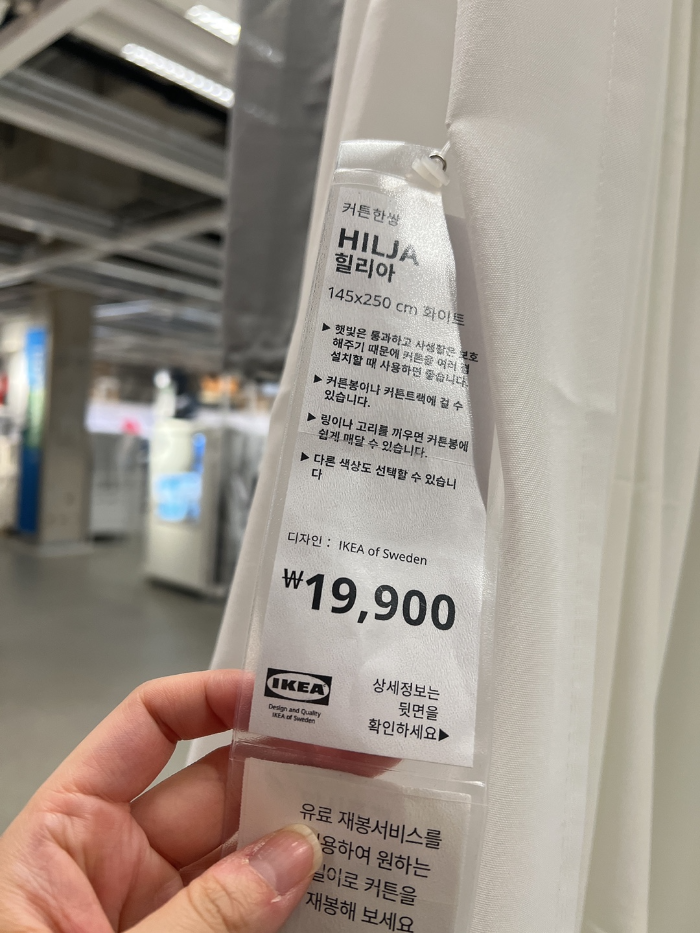 커튼한쌍
HILJA
힐리아
145x250 cm 화이트
▶ 햇빛은 통과하고 사생활은 보호
해주기 때문에 커튼을 여러 겹
설치할 때 사용하면 좋습니다.
▶ 커튼봉이나 커튼트랙에 걸 수
있습니다.
▶ 링이나 고리를 끼우면 커튼봉에
쉽게 매달 수 있습니다.
▶ 다른 색상도 선택할 수 있습니
다
디자인 : IKEA of Sweden
₩19,900
IKEA
Design and Quality
IKEA of Sweden
상세정보는
뒷면을
확인하세요▶
유료 재봉서비스를
원하는
커튼을
재봉해 보세요